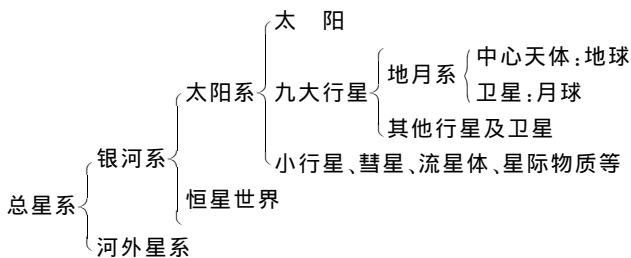 太　阳
中心天体:地球
地月系
太阳系
九大行星
卫星:月球
其他行星及卫星
银河系
小行星、彗星、流星体、星际物质等
恒星世界
总星系
河外星系